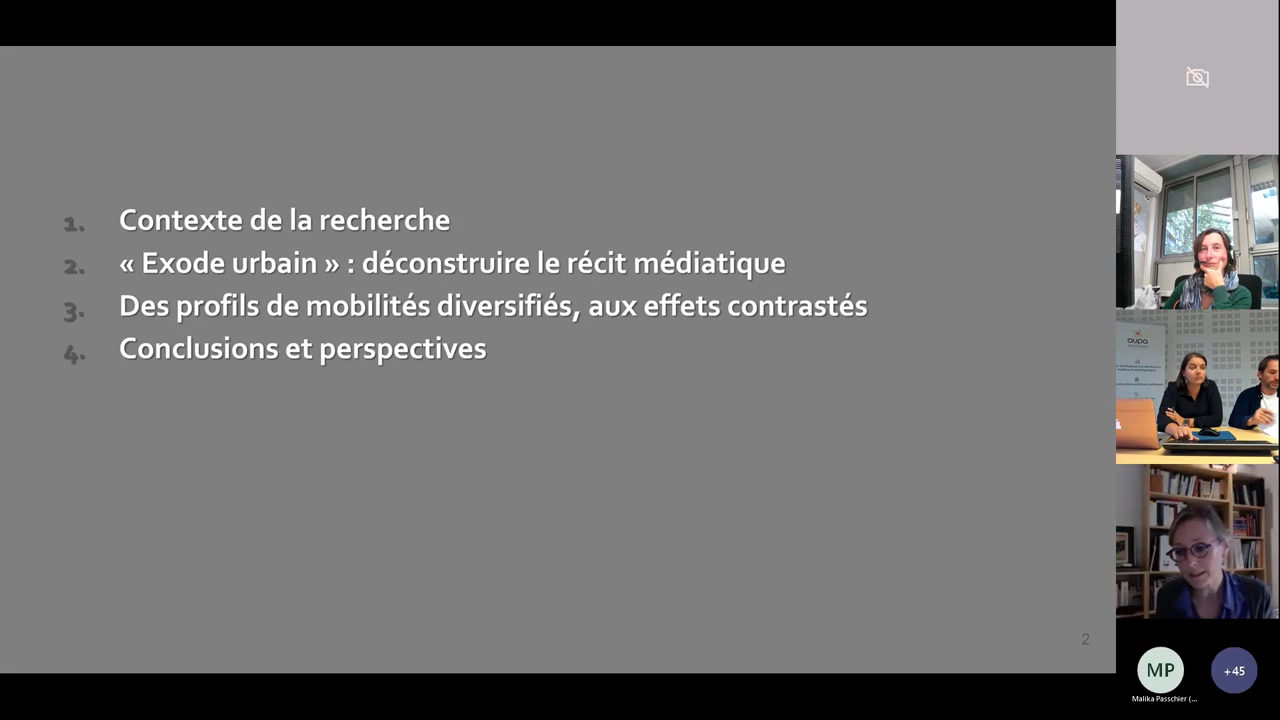 1. Contexte de la recherche
2. « Exode urbain » : déconstruire le récit médiatique
3. Des profils de mobilités diversifiés, aux effets contrastés
4. Conclusions et perspectives
2
aupa
MP
+45
Malika Passchier (...